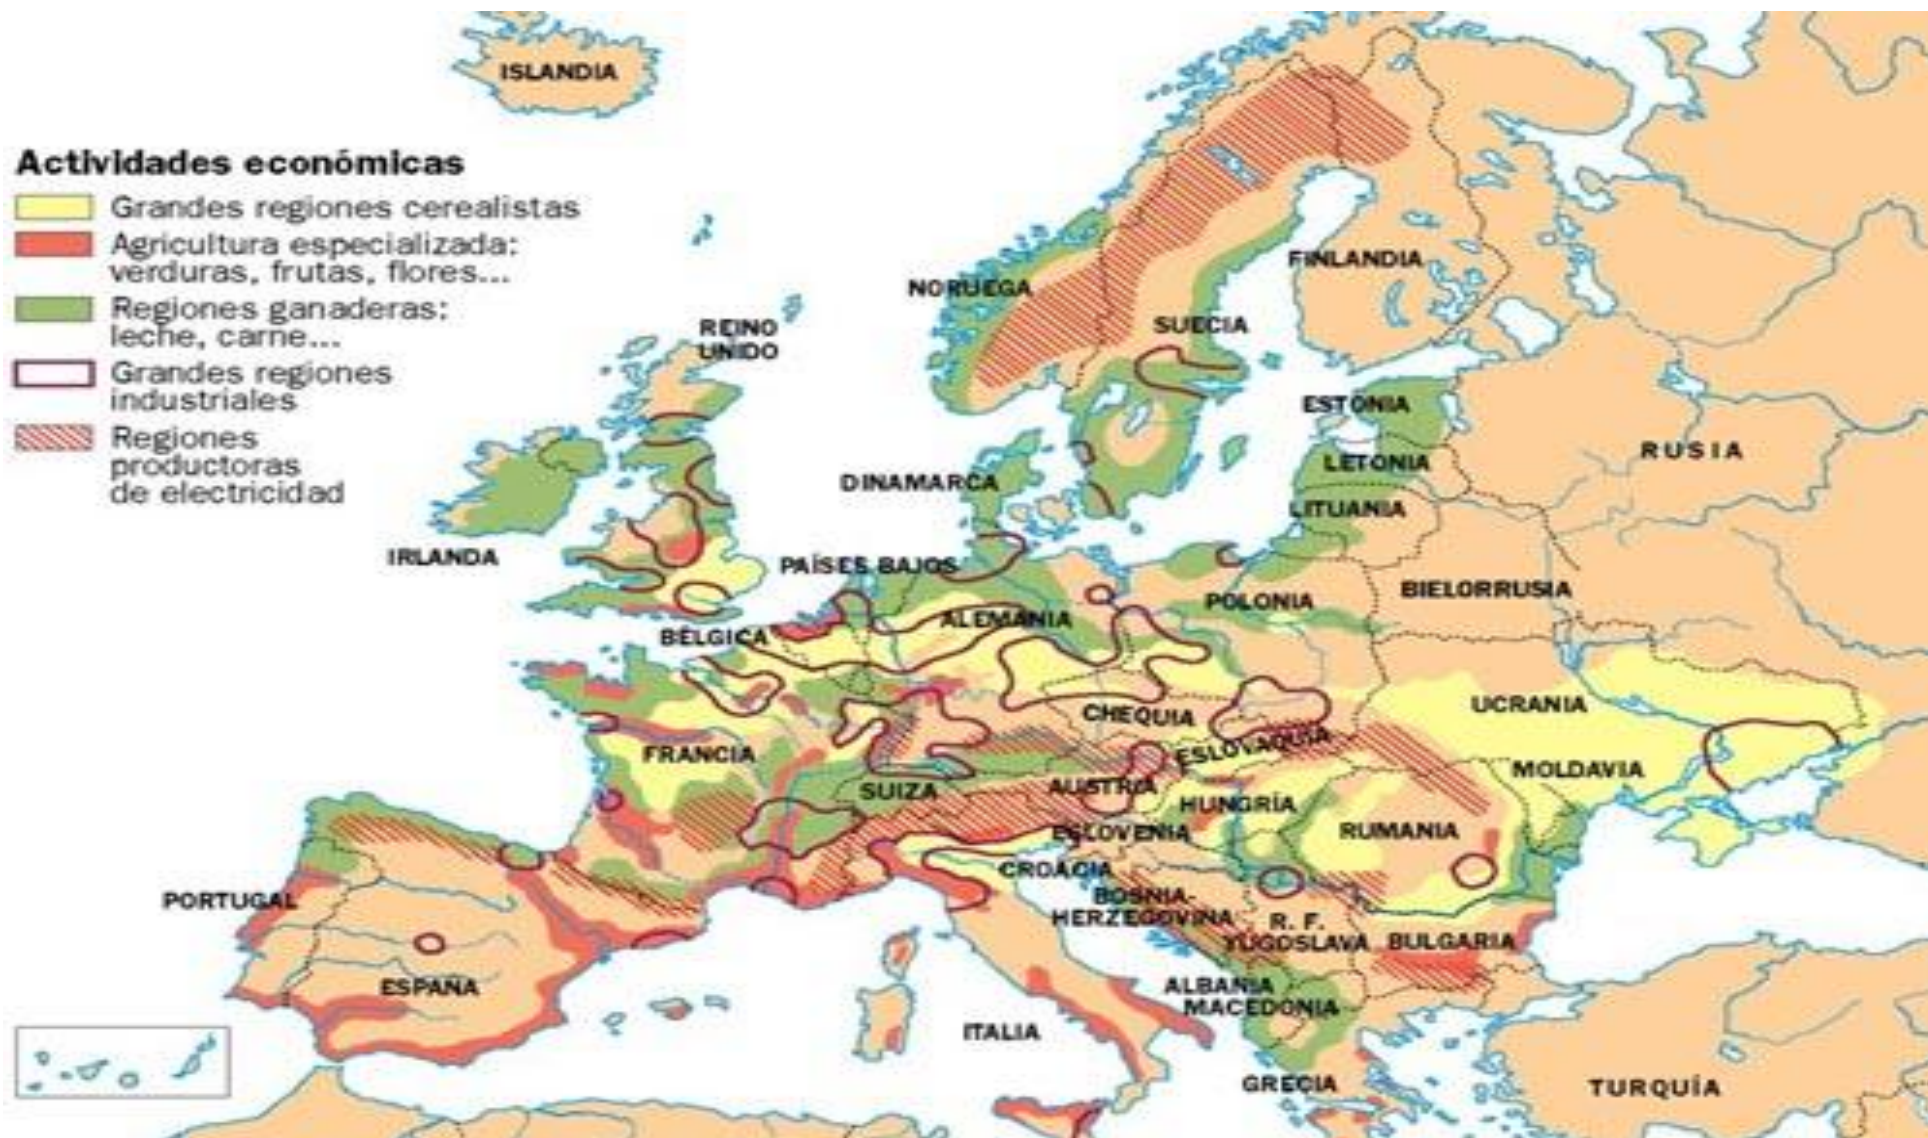 ISLANDIA
Actividades económicas
Grandes regiones cerealistas
Agricultura especializada:
verduras, frutas, flores...
Regiones ganaderas:
leche, carne...
Grandes regiones
industriales
Regiones
productoras
de electricidad
NORUEGA
FINLANDIA
SUECIA
REINO
UNIDO
ESTONIA
RUSIA
LETONIA
DINAMARCA
LITUANIA
IRLANDA
PAÍSES BAJOS
BIELORRUSIA
POLONIA
ALEMANIA
BÉLGICA
UCRANIA
CHEQUIA
ESLOVAQUIA
FRANCIA
MOLDAVIA
SUIZA
AUSTRIA
HUNGRÍA
RUMANIA
ESLOVENIA
CROACIA
PORTUGAL
BOSNIA-
HERZEGOVINA
R. F.
YUGOSLAVA
BULGARIA
ESPAÑA
ALBANIA
MACEDONIA
ITALIA
GRECIA
TURQUÍA